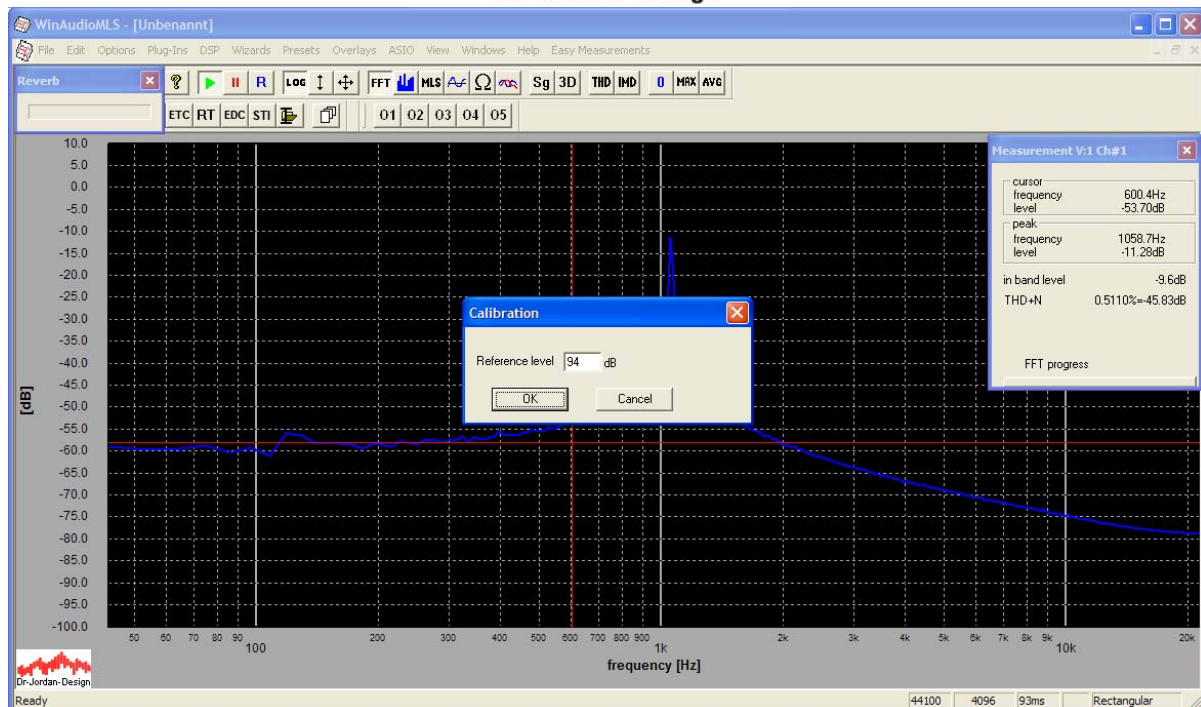 WinAudioMLS - [Unbenannt]
File Edit Options Plug-Ins DSP Wizards Presets Overlays ASIO View Windows Help Easy Measurements
Reverb
? R LOG FFT MLS Ω Sg 3D THD IMD 0 MAX AVG
ETC RT EDC STI 01 02 03 04 05
Measurement V:1 Ch#1
cursor
frequency 600.4Hz
level -53.70dB
peak
frequency 1058.7Hz
level -11.28dB
in band level -9.6dB
THD+N 0.5110%=-45.83dB
FFT progress
Calibration
Reference level 94 dB
OK Cancel
[dB]
10.0
5.0
0.0
-5.0
-10.0
-15.0
-20.0
-25.0
-30.0
-35.0
-40.0
-45.0
-50.0
-55.0
-60.0
-65.0
-70.0
-75.0
-80.0
-85.0
-90.0
-95.0
-100.0
50 60 70 80 90 100 200 300 400 500 600 700 800 900 1k 2k 3k 4k 5k 6k 7k 8k 9k 10k 20k
frequency [Hz]
Dr-Jordan-Design
Ready 44100 4096 93ms Rectangular